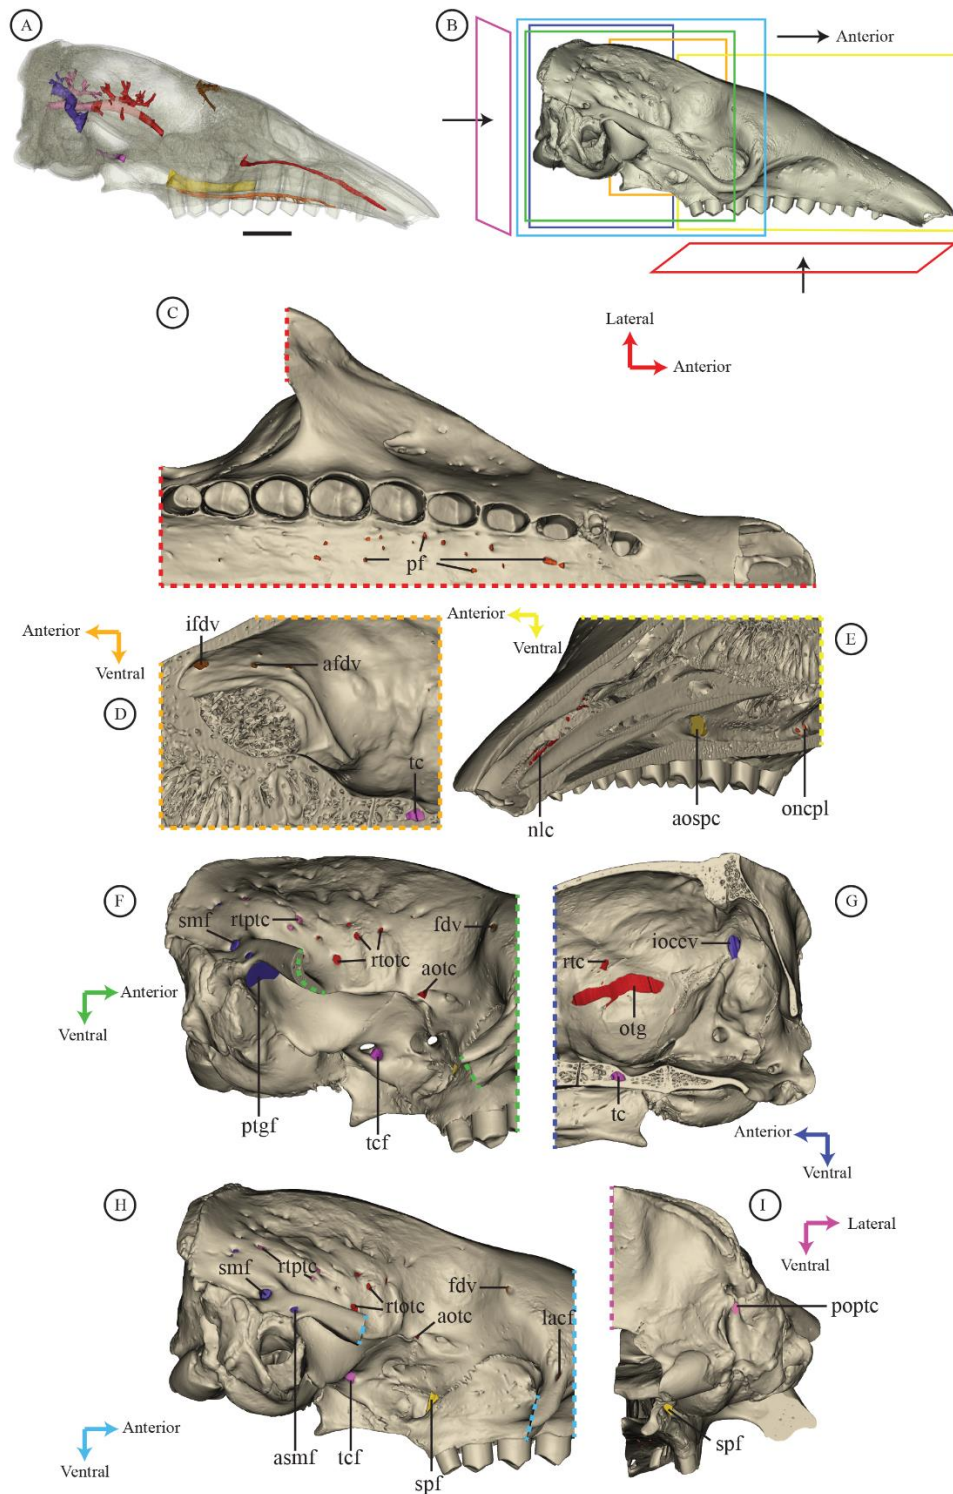 A
B
Anterior
C
Lateral
Anterior
pf
Anterior
Ventral
D
ifdv
afdv
tc
Anterior
Ventral
E
nlc
aospc
oncpl
F
smf
rtptc
fdv
rtotc
aotc
Anterior
Ventral
ptgf
tcf
G
ioccv
rtc
otg
tc
Anterior
Ventral
H
smf
rtptc
fdv
rtotc
aotc
lacf
Anterior
Ventral
asmf
tcf
spf
I
Lateral
Ventral
poptc
spf